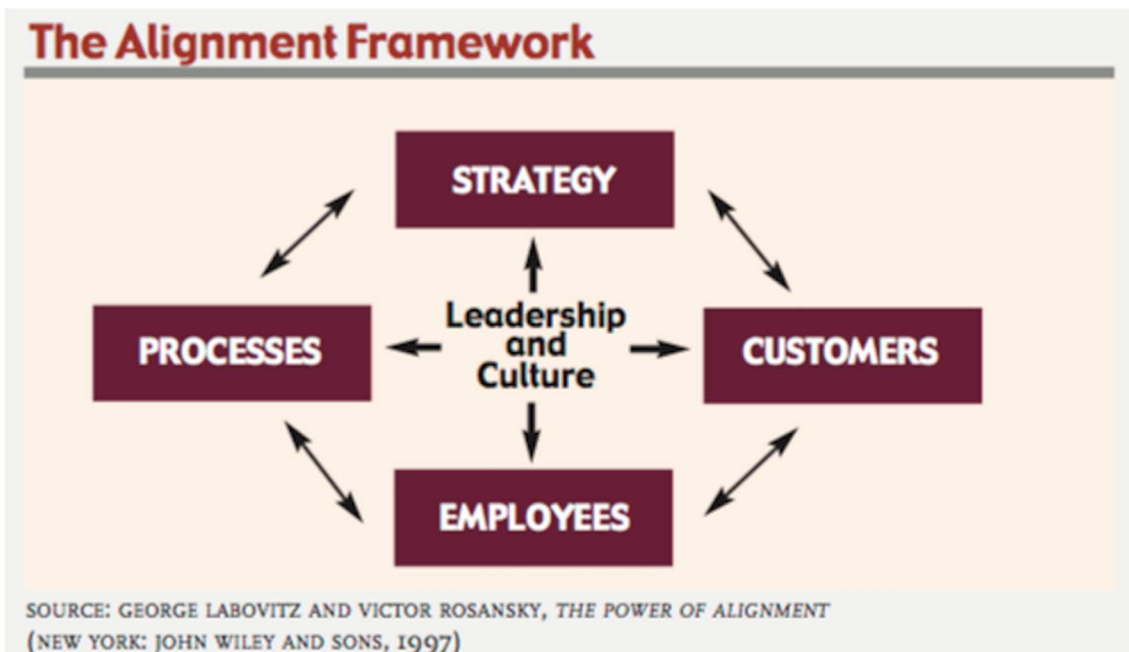 The Alignment Framework
STRATEGY
PROCESSES
Leadership
and
Culture
CUSTOMERS
EMPLOYEES
SOURCE: GEORGE LABOVITZ AND VICTOR ROSANSKY, THE POWER OF ALIGNMENT
(NEW YORK: JOHN WILEY AND SONS, 1997)